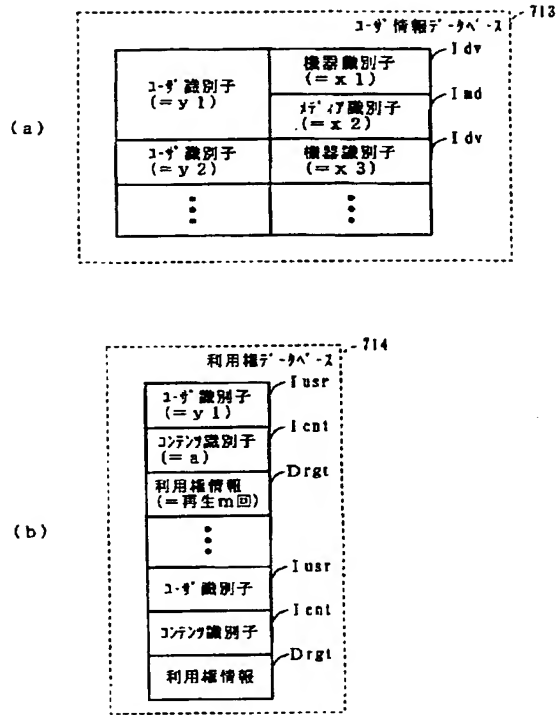 713
ユーザ情報データベース
(a)
ユーザ識別子
(=y1)
機器識別子
(=x1)
Idv
メディア識別子
(=x2)
Imd
ユーザ識別子
(=y2)
機器識別子
(=x3)
Idv
714
利用権データベース
(b)
ユーザ識別子
(=y1)
Iusr
コンテンツ識別子
(=a)
Icnt
利用権情報
(=再生m回)
Drgt
ユーザ識別子
Iusr
コンテンツ識別子
Icnt
利用権情報
Drgt